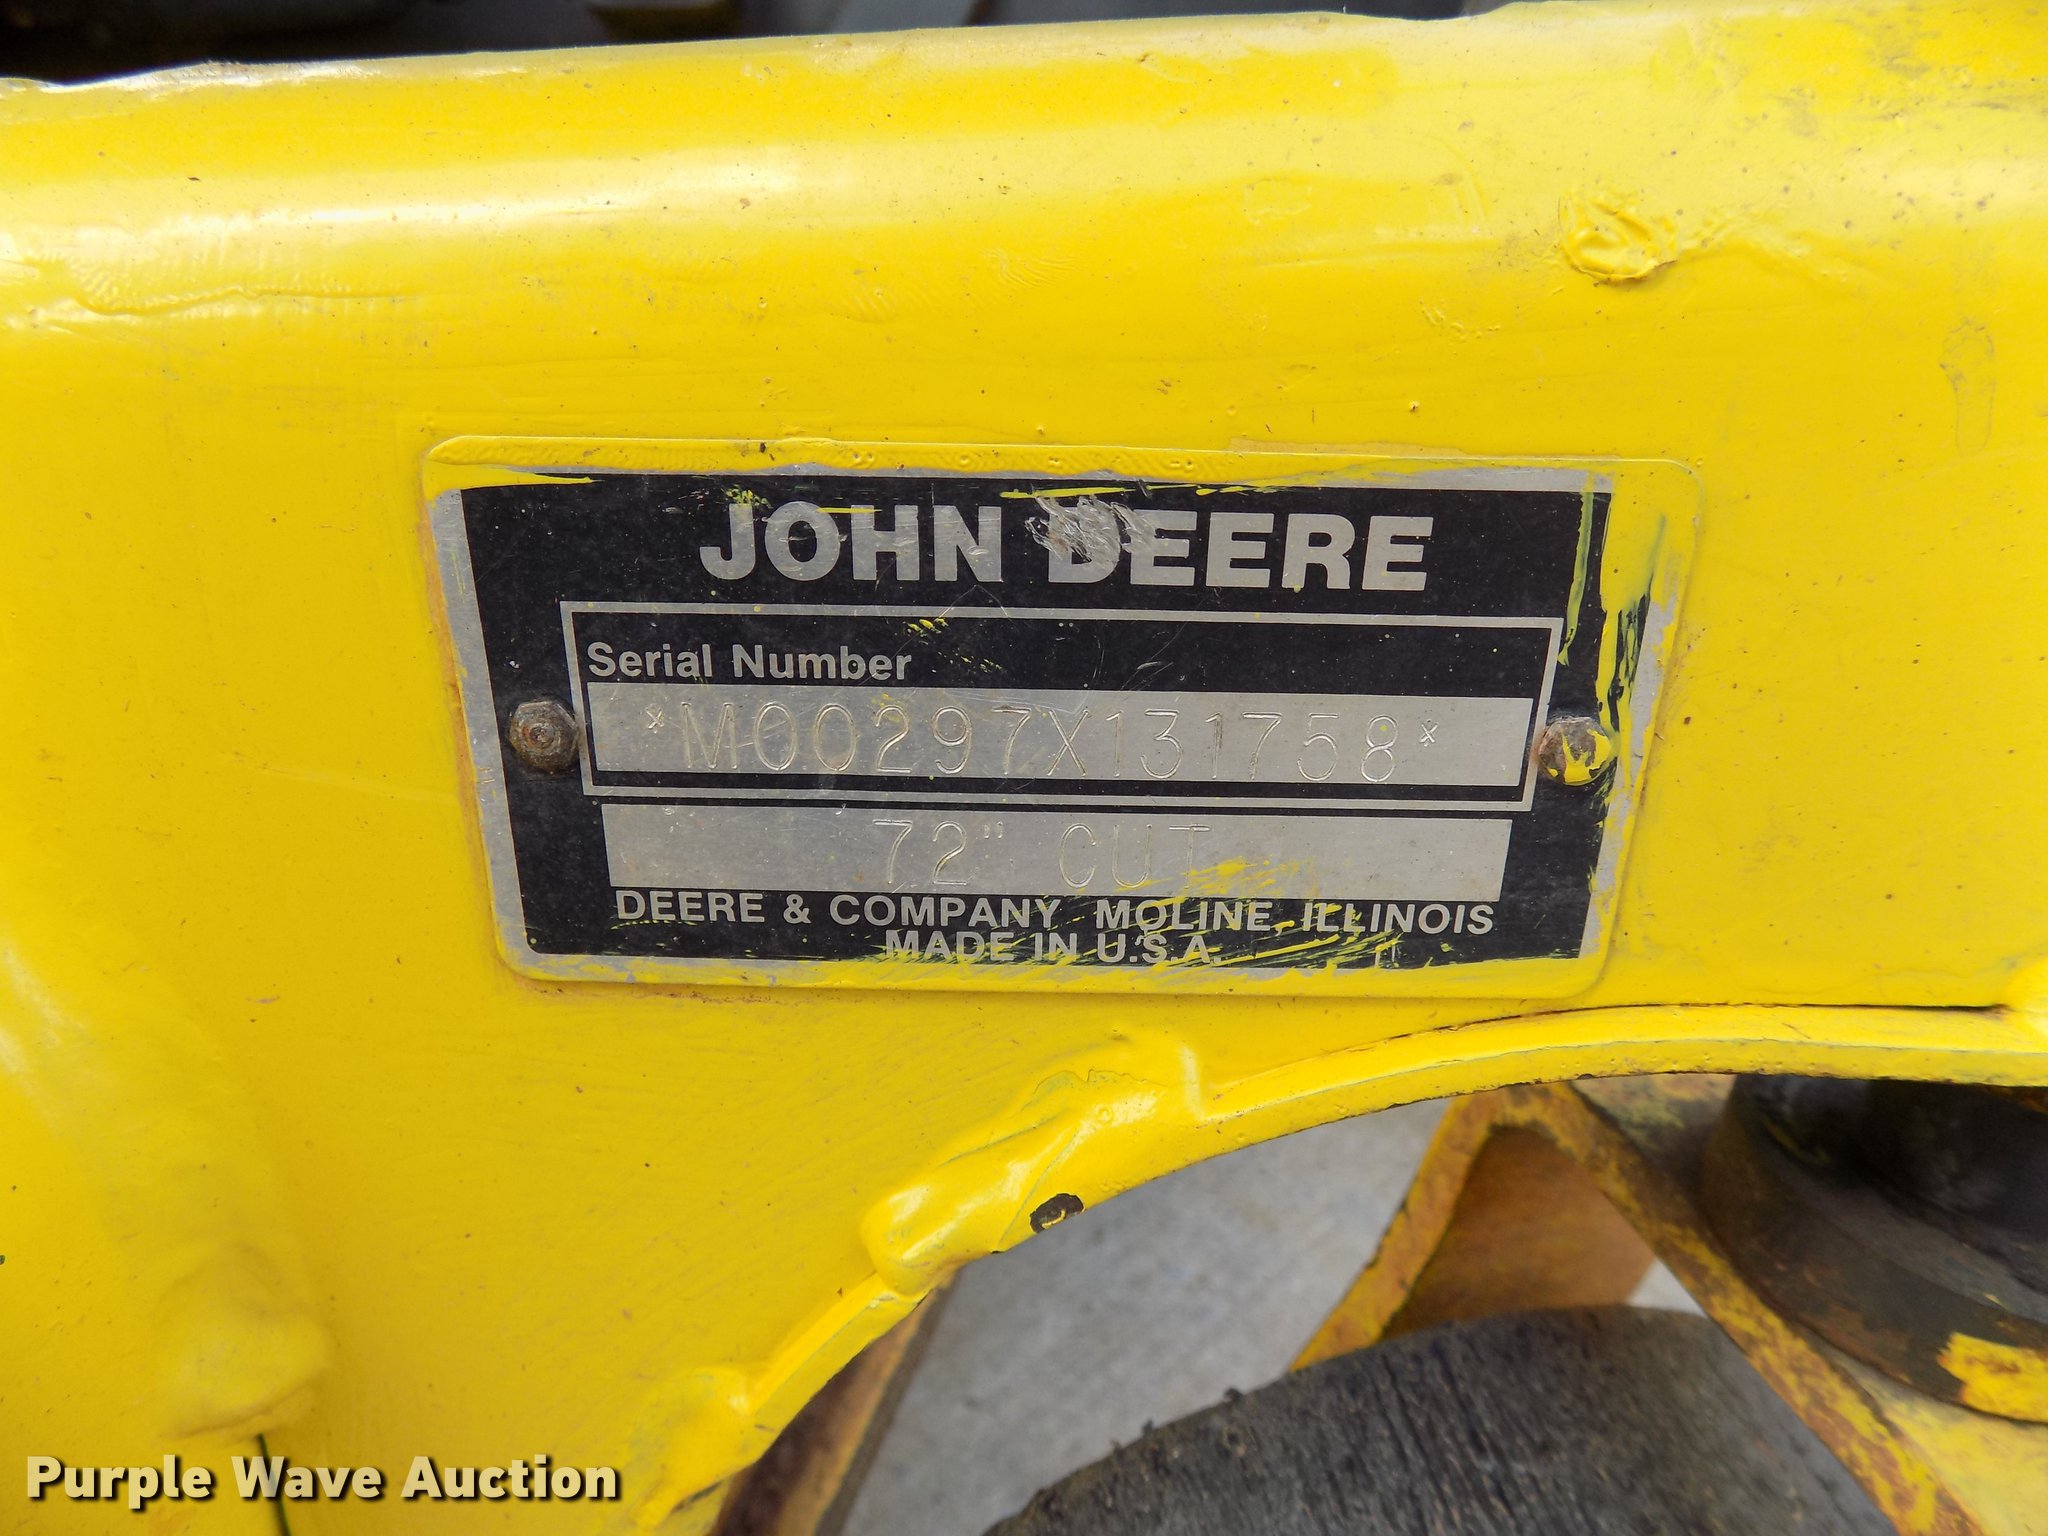 JOHN DEERE
Serial Number
*M00297X131758*
72" CUT
DEERE & COMPANY MOLINE, ILLINOIS
MADE IN U.S.A.
Purple Wave Auction